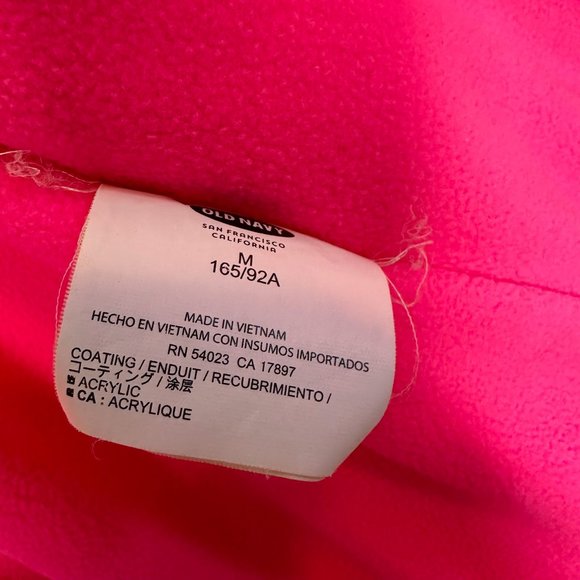 OLD NAVY
SAN FRANCISCO
CALIFORNIA
M
165/92A
MADE IN VIETNAM
HECHO EN VIETNAM CON INSUMOS IMPORTADOS
RN 54023 CA 17897
COATING / ENDUIT / RECUBRIMIENTO /
コーティング / 涂层
ACRYLIC
CA : ACRYLIQUE